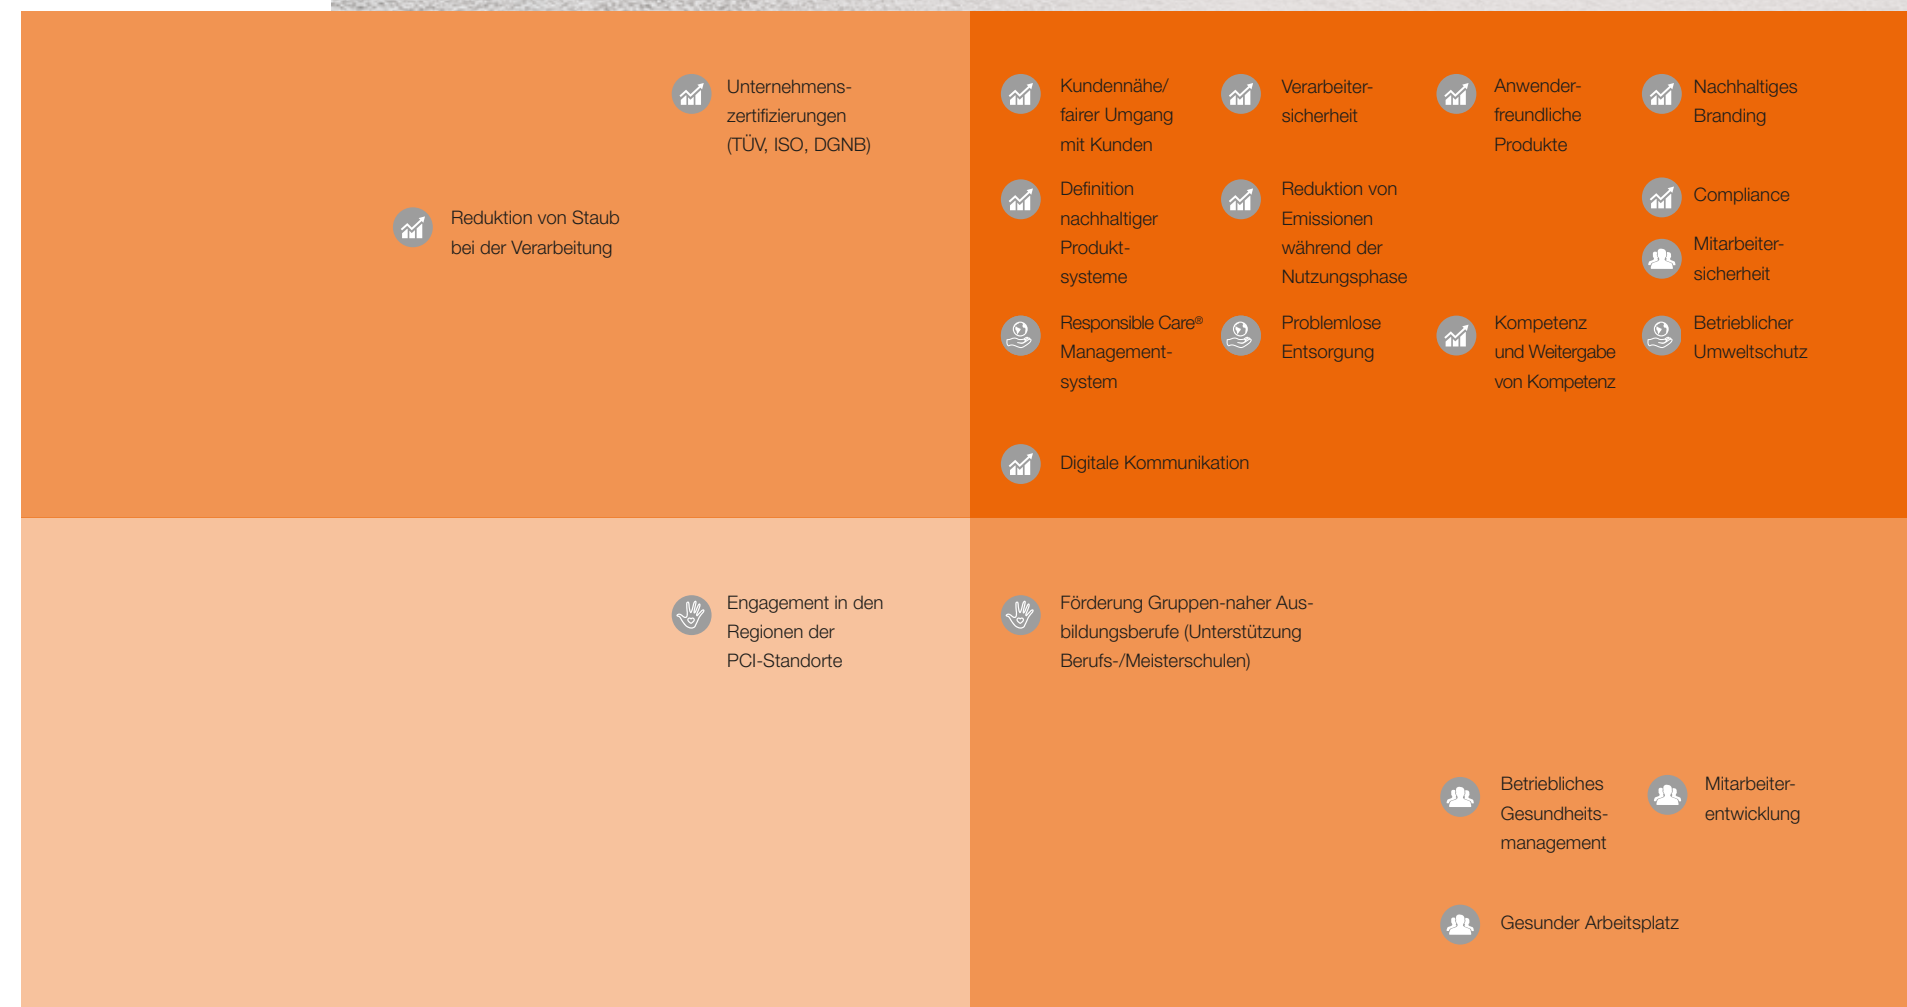 Unternehmens-
zertifizierungen
(TÜV, ISO, DGNB)
Reduktion von Staub
bei der Verarbeitung
Kundennähe/
fairer Umgang
mit Kunden
Verarbeiter-
sicherheit
Anwender-
freundliche
Produkte
Nachhaltiges
Branding
Definition
nachhaltiger
Produkt-
systeme
Reduktion von
Emissionen
während der
Nutzungsphase
Compliance
Mitarbeiter-
sicherheit
Responsible Care®
Management-
system
Problemlose
Entsorgung
Kompetenz
und Weitergabe
von Kompetenz
Betrieblicher
Umweltschutz
Digitale Kommunikation
Engagement in den
Regionen der
PCI-Standorte
Förderung Gruppen-naher Aus-
bildungsberufe (Unterstützung
Berufs-/Meisterschulen)
Betriebliches
Gesundheits-
management
Mitarbeiter-
entwicklung
Gesunder Arbeitsplatz